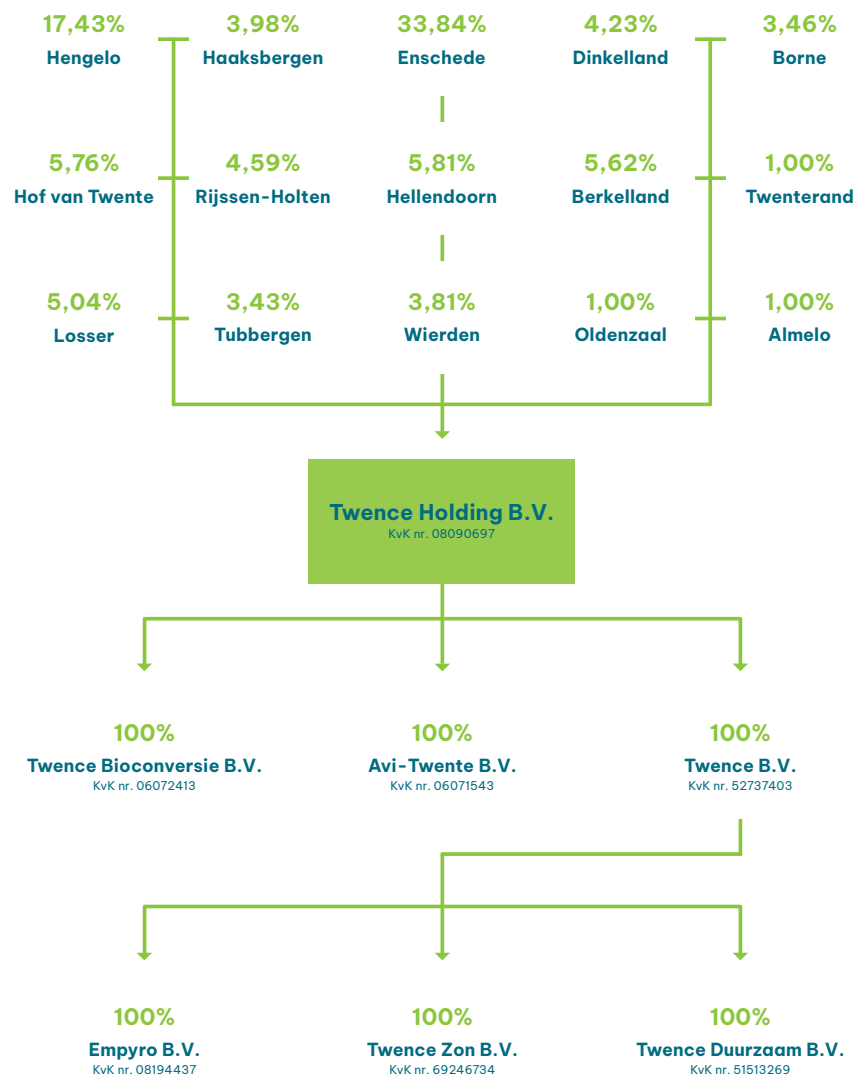 17,43% 3,98% 33,84% 4,23% 3,46%
Hengelo Haaksbergen Enschede Dinkelland Borne
5,76% 4,59% 5,81% 5,62% 1,00%
Hof van Twente Rijssen-Holten Hellendoorn Berkelland Twenterand
5,04% 3,43% 3,81% 1,00% 1,00%
Losser Tubbergen Wierden Oldenzaal Almelo
Twence Holding B.V.
KvK nr. 08090697
100% 100% 100%
Twence Bioconversie B.V. Avi-Twente B.V. Twence B.V.
KvK nr. 06072413 KvK nr. 06071543 KvK nr. 52737403
100% 100% 100%
Empyro B.V. Twence Zon B.V. Twence Duurzaam B.V.
KvK nr. 08194437 KvK nr. 69246734 KvK nr. 51513269